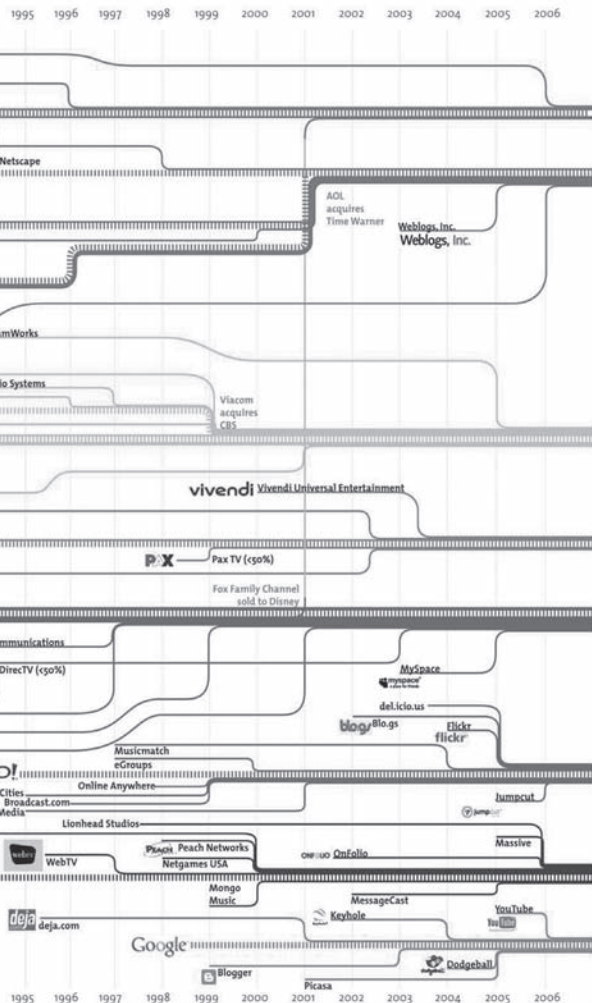 1995 1996 1997 1998 1999 2000 2001 2002 2003 2004 2005 2006
Netscape
AOL
acquires
Time Warner
Weblogs, Inc.
Weblogs, Inc.
amWorks
io Systems
Viacom
acquires
CBS
vivendi Vivendi Universal Entertainment
PAX Pax TV (<50%)
Fox Family Channel
sold to Disney
mmunications
DirecTV (<50%)
MySpace
myspace
del.icio.us
blogs Blo.gs
Flickr
flickr
Musicmatch
eGroups
O!
Online Anywhere
Cities
Broadcast.com
Media
Jumpcut
jumpcut
Lionhead Studios
Massive
PEACH Peach Networks
webtv WebTV
Netgames USA
ONFOLIO OnFolio
Mongo
Music
MessageCast
YouTube
YouTube
deja deja.com
Keyhole
Google
Blogger
Dodgeball
Picasa
1995 1996 1997 1998 1999 2000 2001 2002 2003 2004 2005 2006